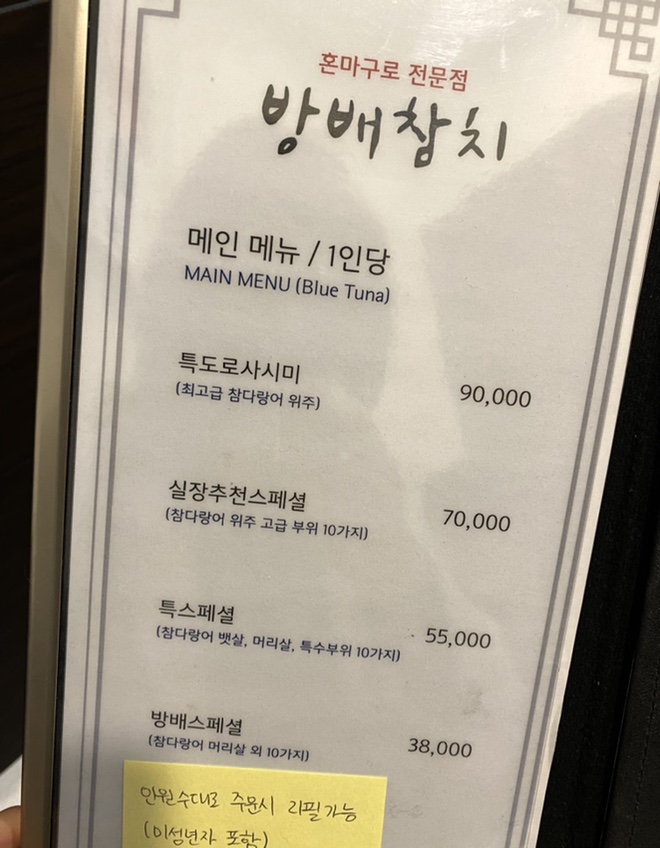 혼마구로 전문점
방배참치
메인 메뉴 / 1인당
MAIN MENU (Blue Tuna)
특도로사시미 90,000
(최고급 참다랑어 위주)
실장추천스페셜 70,000
(참다랑어 위주 고급 부위 10가지)
특스페셜 55,000
(참다랑어 뱃살, 머리살, 특수부위 10가지)
방배스페셜 38,000
(참다랑어 머리살 외 10가지)
인원수대로 주문시 리필가능
(미성년자 포함)